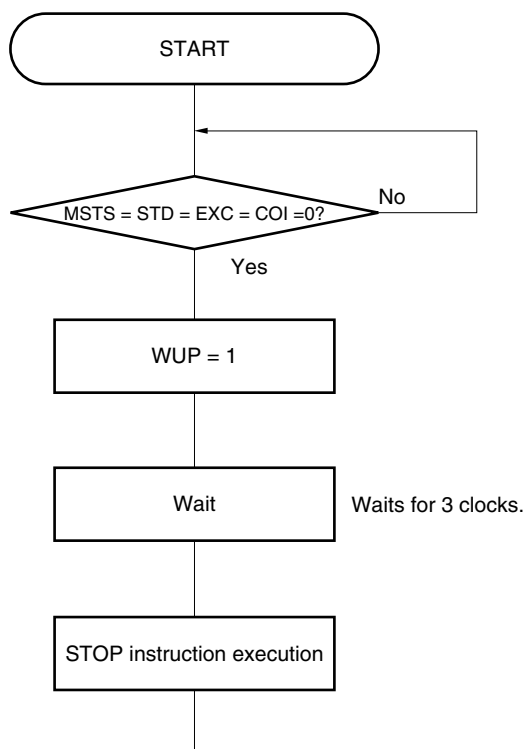 START
MSTS = STD = EXC = COI =0?
No
Yes
WUP = 1
Wait
Waits for 3 clocks.
STOP instruction execution